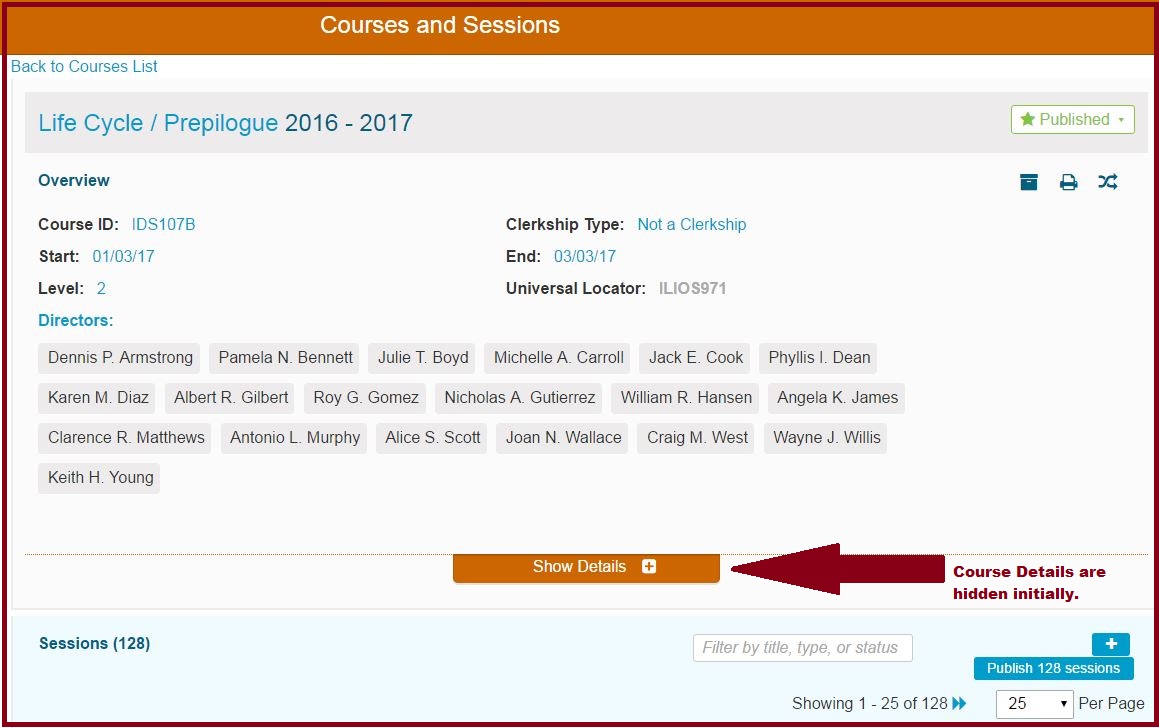 Courses and Sessions
Back to Courses List
Life Cycle / Prepilogue 2016 - 2017
Published
Overview
Course ID: IDS107B
Clerkship Type: Not a Clerkship
Start: 01/03/17
End: 03/03/17
Level: 2
Universal Locator: ILIOS971
Directors:
Dennis P. Armstrong Pamela N. Bennett Julie T. Boyd Michelle A. Carroll Jack E. Cook Phyllis I. Dean
Karen M. Diaz Albert R. Gilbert Roy G. Gomez Nicholas A. Gutierrez William R. Hansen Angela K. James
Clarence R. Matthews Antonio L. Murphy Alice S. Scott Joan N. Wallace Craig M. West Wayne J. Willis
Keith H. Young
Show Details
Course Details are
hidden initially.
Sessions (128)
Filter by title, type, or status
+
Publish 128 sessions
Showing 1 - 25 of 128
25 Per Page